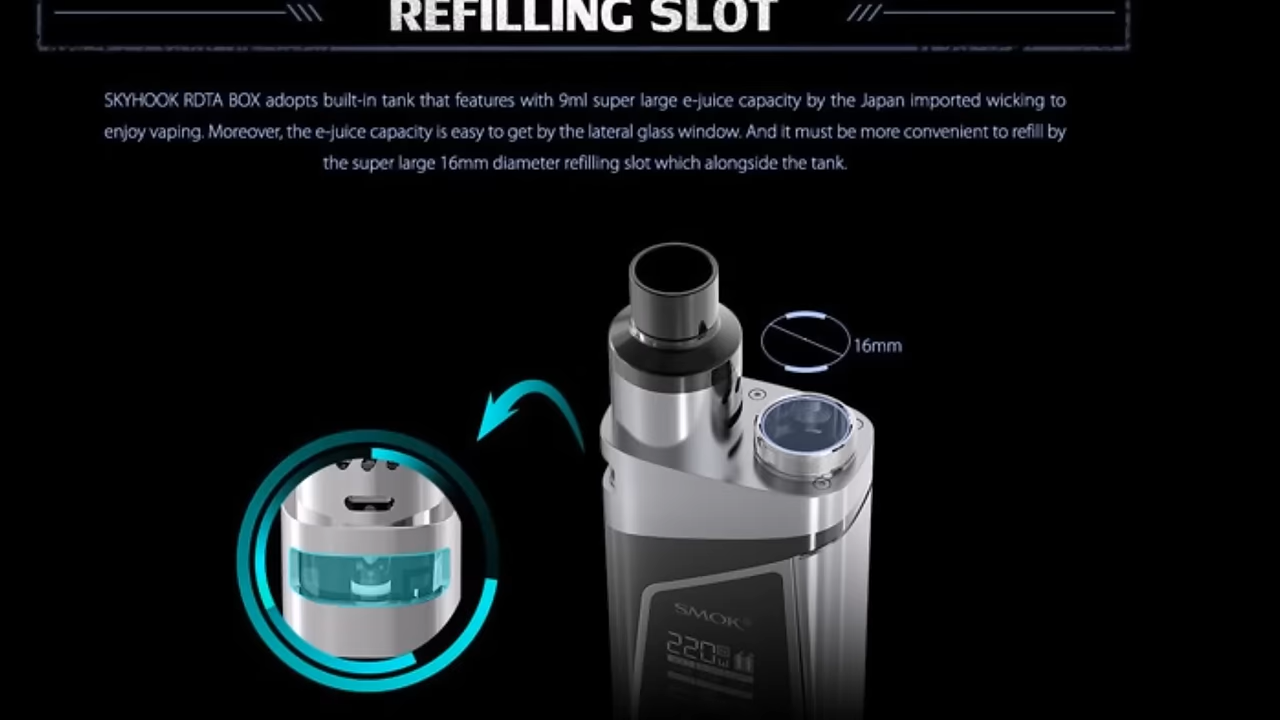 REFILLING SLOT
SKYHOOK RDTA BOX adopts built-in tank that features with 9ml super large e-juice capacity by the Japan imported wicking to
enjoy vaping. Moreover, the e-juice capacity is easy to get by the lateral glass window. And it must be more convenient to refill by
the super large 16mm diameter refilling slot which alongside the tank.
16mm
SMOK®
220W